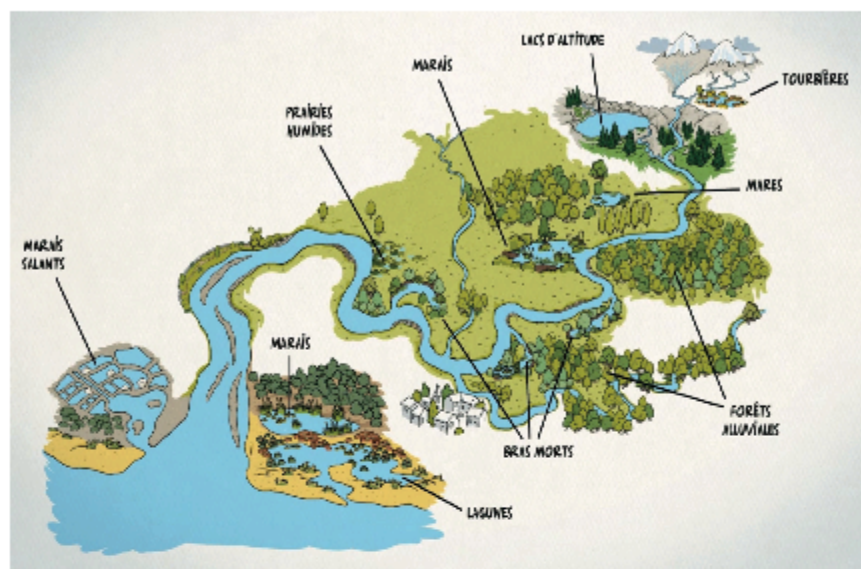 LACS D'ALTITUDE
MARAIS
TOURBIÈRES
PRAIRIES
HUMIDES
MARES
MARAIS
SALANTS
MARAIS
FORÊTS
ALLUVIALES
BRAS MORTS
LAGUNES